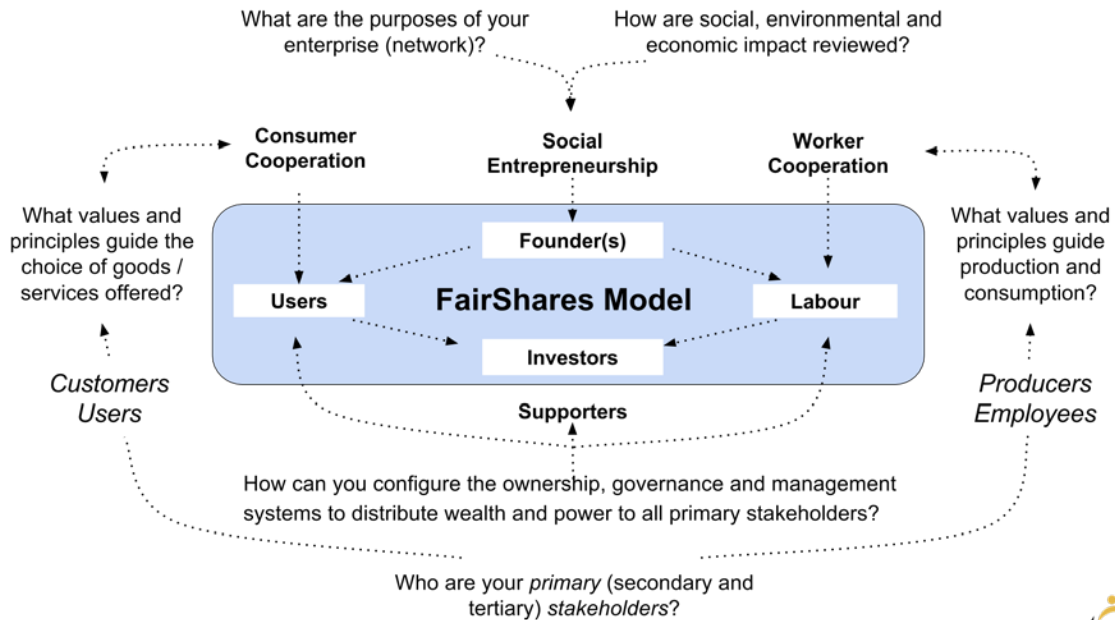 What are the purposes of your
enterprise (network)?
How are social, environmental and
economic impact reviewed?
Consumer
Cooperation
Social
Entrepreneurship
Worker
Cooperation
What values and
principles guide the
choice of goods /
services offered?
Founder(s)
Users
FairShares Model
Labour
Investors
What values and
principles guide
production and
consumption?
Customers
Users
Supporters
Producers
Employees
How can you configure the ownership, governance and management
systems to distribute wealth and power to all primary stakeholders?
Who are your primary (secondary and
tertiary) stakeholders?